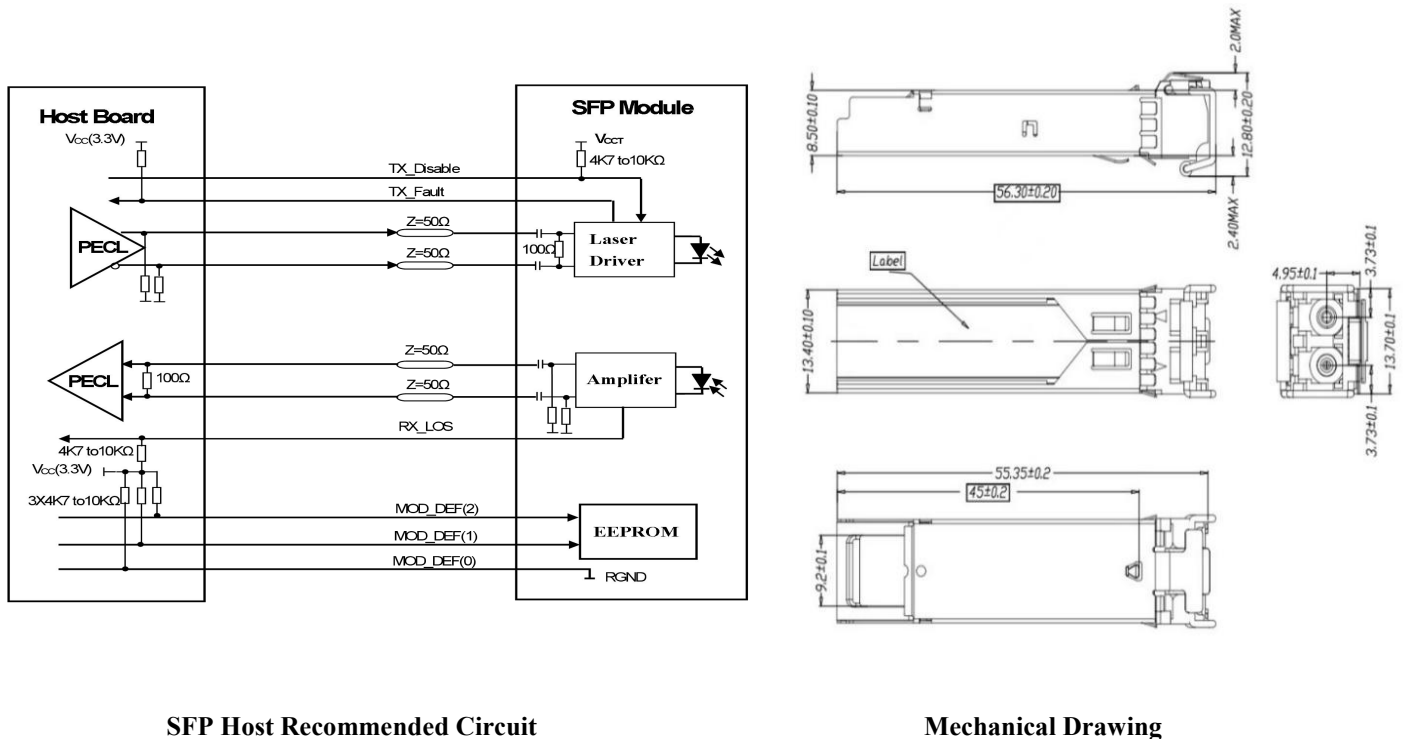 Host Board
Vcc(3.3V)
SFP Module
VCCT
4K7 to10KΩ
TX_Disable
TX_Fault
Z=50Ω
PECL
100Ω
Laser
Driver
Z=50Ω
Z=50Ω
PECL
100Ω
Amplifer
Z=50Ω
RX_LOS
4K7 to10KΩ
Vcc(3.3V)
3X4K7 to10KΩ
MOD_DEF(2)
EEPROM
MOD_DEF(1)
MOD_DEF(0)
RGND
2.0MAX
8.50±0.10
12.80±0.20
56.30±0.20
2.40MAX
Label
4.95±0.1
3.73±0.1
13.40±0.10
13.70±0.1
3.73±0.1
55.35±0.2
45±0.2
9.2±0.1
SFP Host Recommended Circuit
Mechanical Drawing